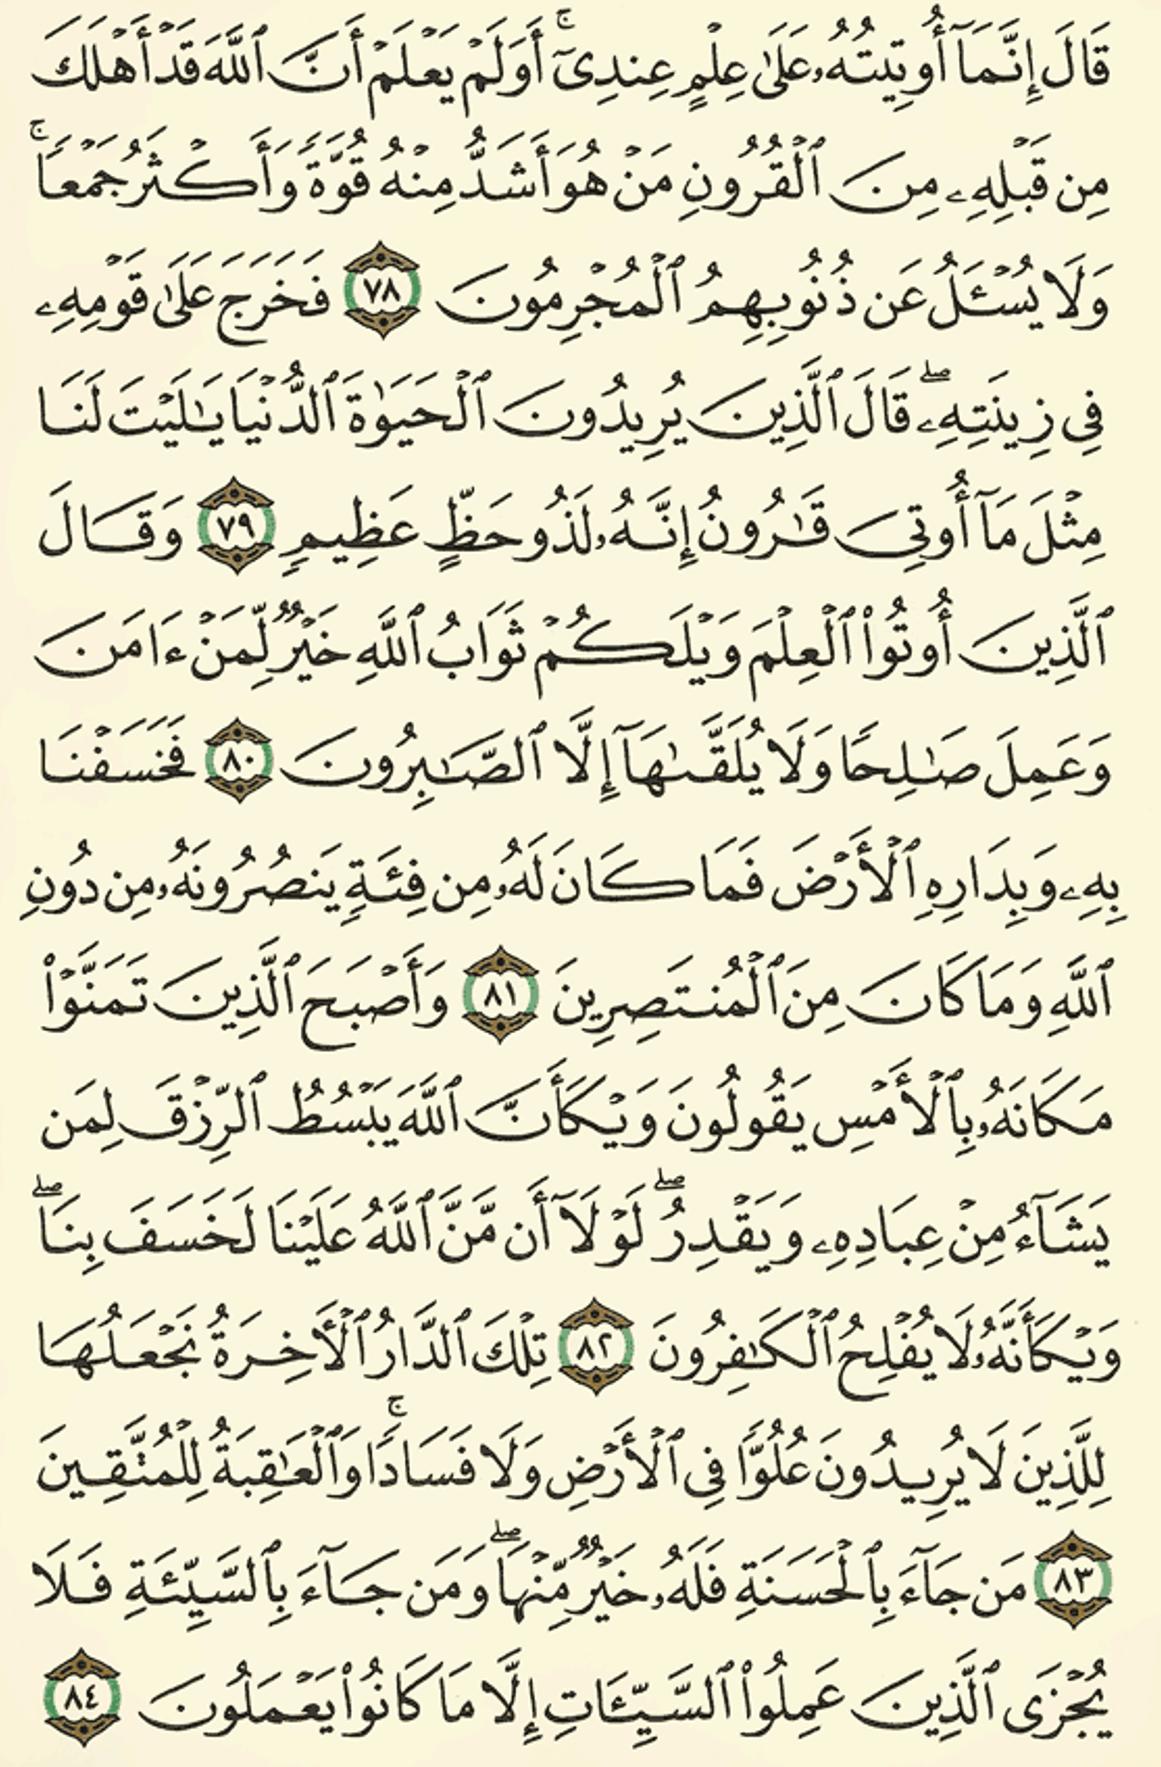 قَالَ إِنَّمَآ أُوتِيتُهُۥ عَلَىٰ عِلْمٍ عِندِىٓ ۚ أَوَلَمْ يَعْلَمْ أَنَّ ٱللَّهَ قَدْ أَهْلَكَ
مِن قَبْلِهِۦ مِنَ ٱلْقُرُونِ مَنْ هُوَ أَشَدُّ مِنْهُ قُوَّةً وَأَكْثَرُ جَمْعًا ۚ
وَلَا يُسْـَٔلُ عَن ذُنُوبِهِمُ ٱلْمُجْرِمُونَ ٧٨ فَخَرَجَ عَلَىٰ قَوْمِهِۦ
فِى زِينَتِهِۦ ۖ قَالَ ٱلَّذِينَ يُرِيدُونَ ٱلْحَيَوٰةَ ٱلدُّنْيَا يَـٰلَيْتَ لَنَا
مِثْلَ مَآ أُوتِىَ قَـٰرُونُ إِنَّهُۥ لَذُو حَظٍّ عَظِيمٍ ٧٩ وَقَالَ
ٱلَّذِينَ أُوتُوا۟ ٱلْعِلْمَ وَيْلَكُمْ ثَوَابُ ٱللَّهِ خَيْرٌ لِّمَنْ ءَامَنَ
وَعَمِلَ صَـٰلِحًا وَلَا يُلَقَّىٰهَآ إِلَّا ٱلصَّـٰبِرُونَ ٨٠ فَخَسَفْنَا
بِهِۦ وَبِدَارِهِ ٱلْأَرْضَ فَمَا كَانَ لَهُۥ مِن فِئَةٍ يَنصُرُونَهُۥ مِن دُونِ
ٱللَّهِ وَمَا كَانَ مِنَ ٱلْمُنتَصِرِينَ ٨١ وَأَصْبَحَ ٱلَّذِينَ تَمَنَّوْا۟
مَكَانَهُۥ بِٱلْأَمْسِ يَقُولُونَ وَيْكَأَنَّ ٱللَّهَ يَبْسُطُ ٱلرِّزْقَ لِمَن
يَشَآءُ مِنْ عِبَادِهِۦ وَيَقْدِرُ ۖ لَوْلَآ أَن مَّنَّ ٱللَّهُ عَلَيْنَا لَخَسَفَ بِنَا ۖ
وَيْكَأَنَّهُۥ لَا يُفْلِحُ ٱلْكَـٰفِرُونَ ٨٢ تِلْكَ ٱلدَّارُ ٱلْـَٔاخِرَةُ نَجْعَلُهَا
لِلَّذِينَ لَا يُرِيدُونَ عُلُوًّا فِى ٱلْأَرْضِ وَلَا فَسَادًا ۚ وَٱلْعَـٰقِبَةُ لِلْمُتَّقِينَ
٨٣ مَن جَآءَ بِٱلْحَسَنَةِ فَلَهُۥ خَيْرٌ مِّنْهَا ۖ وَمَن جَآءَ بِٱلسَّيِّئَةِ فَلَا
يُجْزَى ٱلَّذِينَ عَمِلُوا۟ ٱلسَّيِّـَٔاتِ إِلَّا مَا كَانُوا۟ يَعْمَلُونَ ٨٤